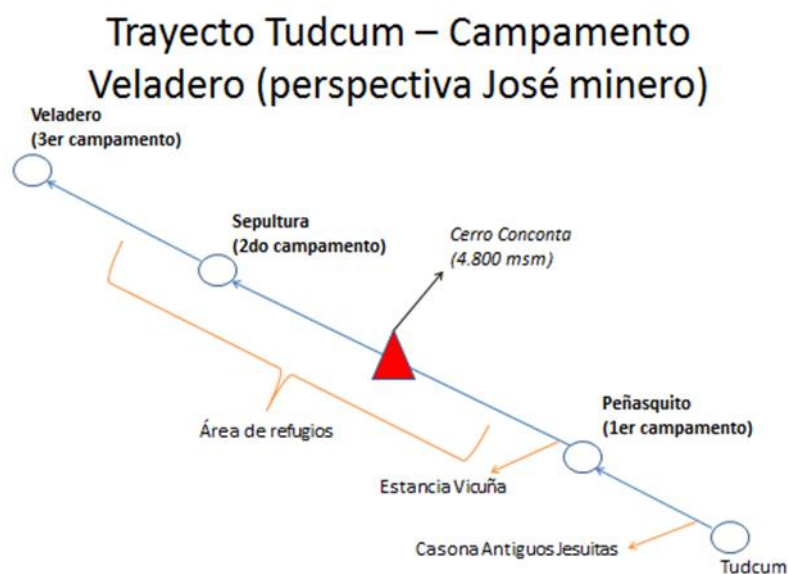 Trayecto Tudcum – Campamento
Veladero (perspectiva José minero)
Veladero
(3er campamento)
Sepultura
(2do campamento)
Cerro Conconta
(4.800 msm)
Área de refugios
Peñasquito
(1er campamento)
Estancia Vicuña
Casona Antiguos Jesuitas
Tudcum